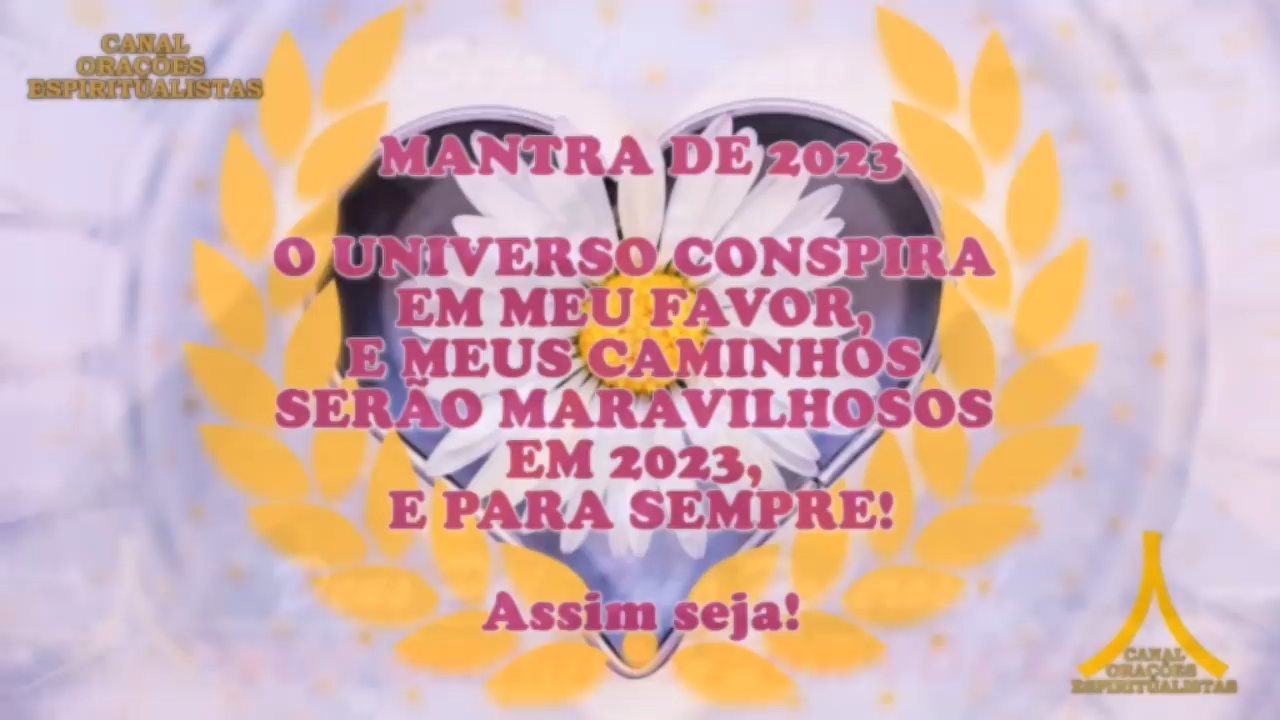 CANAL
ORAÇÕES
ESPIRITUALISTAS
MANTRA DE 2023
O UNIVERSO CONSPIRA
EM MEU FAVOR,
E MEUS CAMINHOS
SERÃO MARAVILHOSOS
EM 2023,
E PARA SEMPRE!
Assim seja!
CANAL
ORAÇÕES
ESPIRITUALISTAS